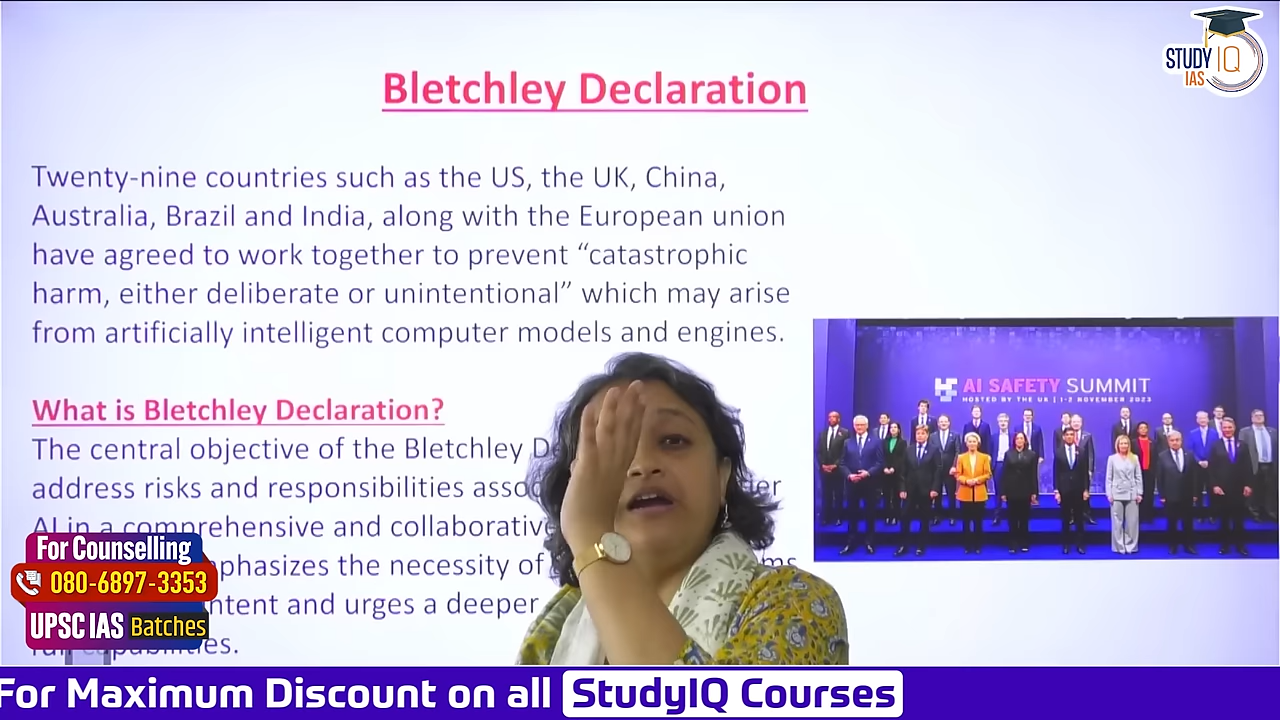 Bletchley Declaration
STUDY IQ
IAS
Twenty-nine countries such as the US, the UK, China,
Australia, Brazil and India, along with the European union
have agreed to work together to prevent “catastrophic
harm, either deliberate or unintentional” which may arise
from artificially intelligent computer models and engines.
What is Bletchley Declaration?
The central objective of the Bletchley
address risks and responsibilities
AI in a comprehensive and
the necessity of
and urges a deeper
AI SAFETY SUMMIT
HOSTED BY THE UK | 1-2 NOVEMBER 2023
For Counselling
080-6897-3353
UPSC IAS Batches
For Maximum Discount on all StudyIQ Courses